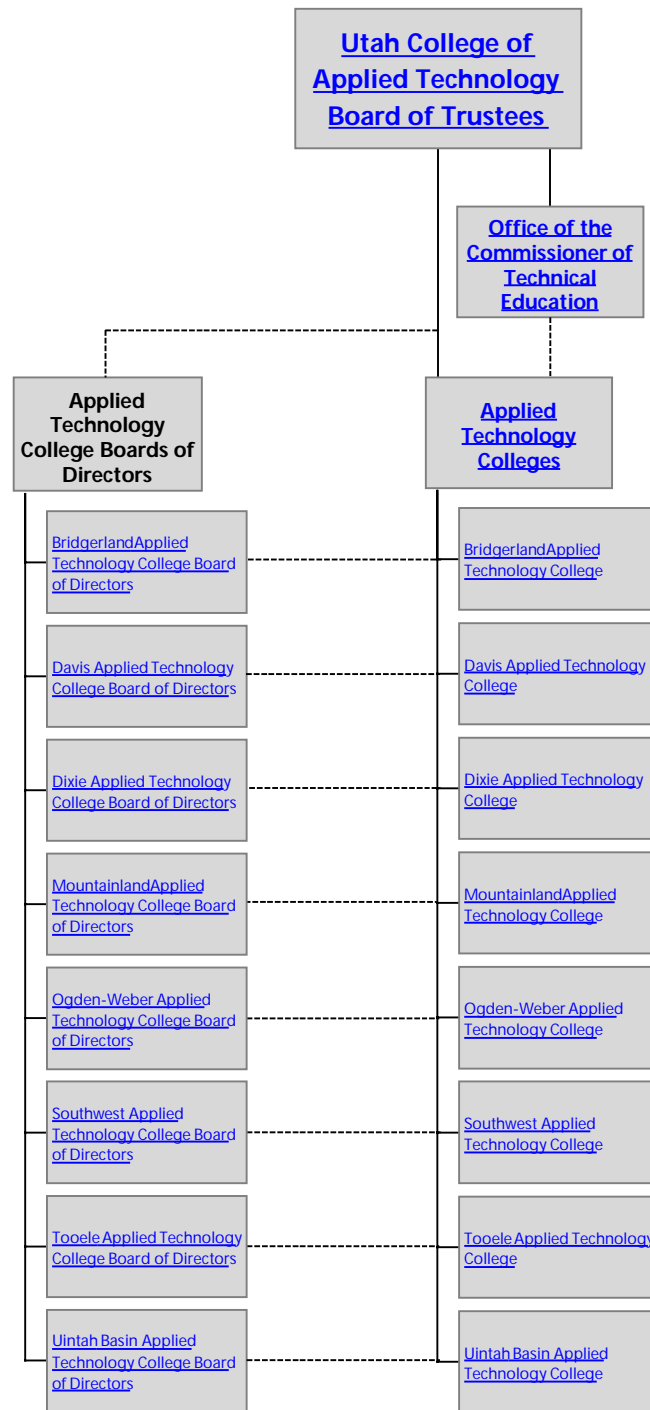 Utah College of
Applied Technology
Board of Trustees
Office of the
Commissioner of
Technical
Education
Applied
Technology
College Boards of
Directors
Applied
Technology
Colleges
BridgerlandApplied
Technology College Board
of Directors
BridgerlandApplied
Technology College
Davis Applied Technology
College Board of Directors
Davis Applied Technology
College
Dixie Applied Technology
College Board of Directors
Dixie Applied Technology
College
MountainlandApplied
Technology College Board
of Directors
MountainlandApplied
Technology College
Ogden-Weber Applied
Technology College Board
of Directors
Ogden-Weber Applied
Technology College
Southwest Applied
Technology College Board
of Directors
Southwest Applied
Technology College
Tooele Applied Technology
College Board of Directors
Tooele Applied Technology
College
Uintah Basin Applied
Technology College Board
of Directors
Uintah Basin Applied
Technology College